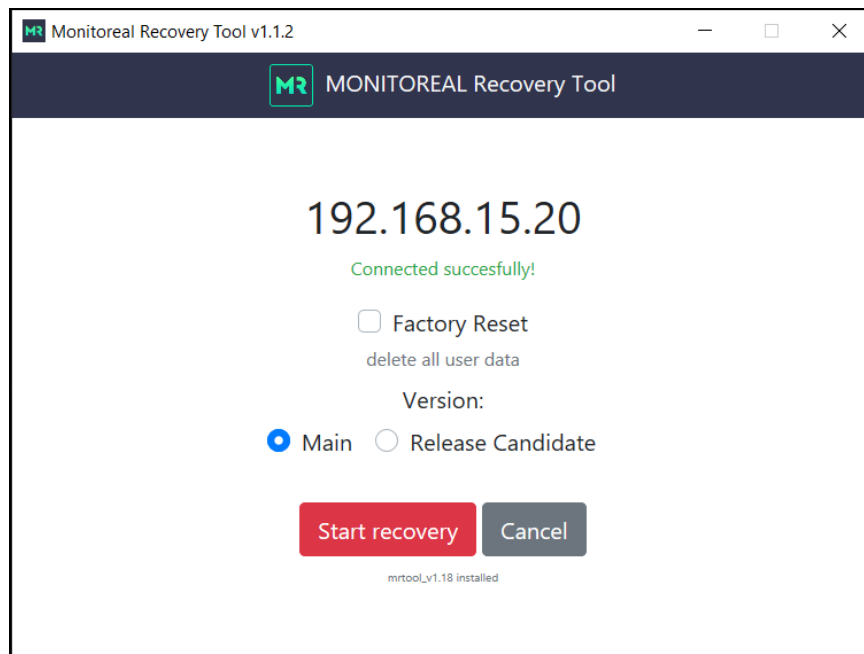 MR Monitoreal Recovery Tool v1.1.2
MR MONITOREAL Recovery Tool
192.168.15.20
Connected succesfully!
Factory Reset
delete all user data
Version:
Main Release Candidate
Start recovery Cancel
mrtool_v1.18 installed